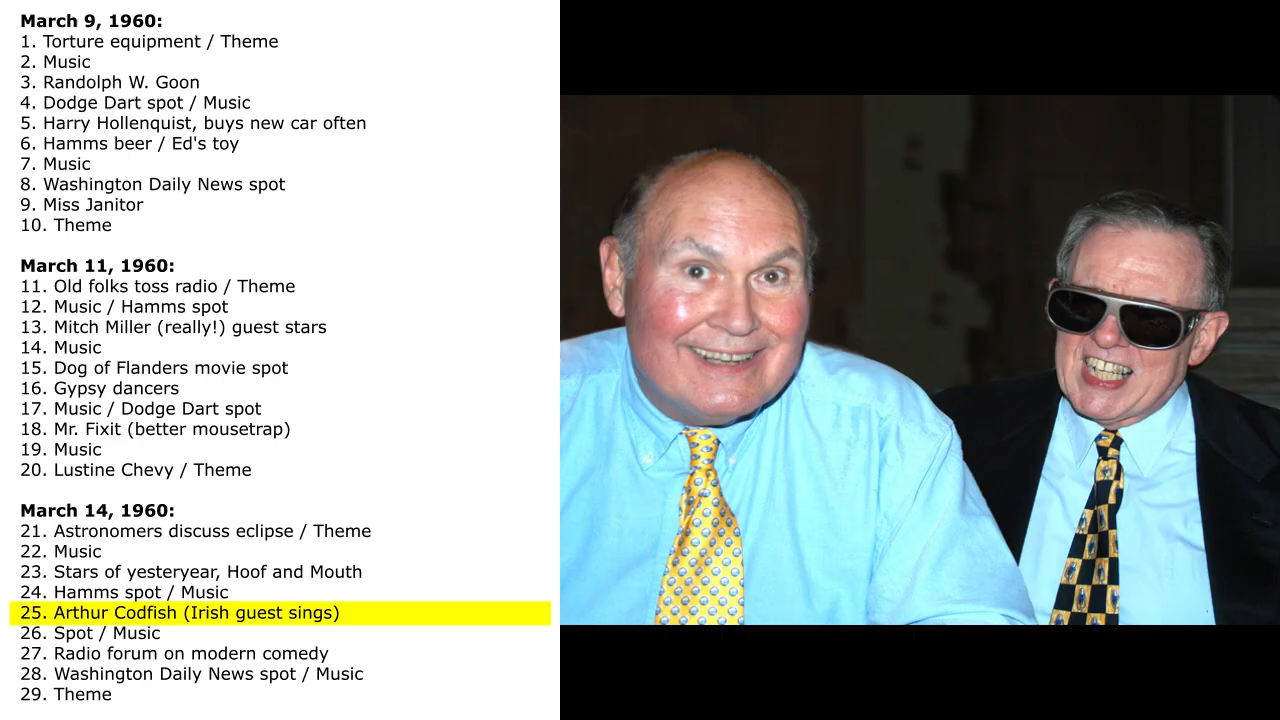 March 9, 1960:
1. Torture equipment / Theme
2. Music
3. Randolph W. Goon
4. Dodge Dart spot / Music
5. Harry Hollenquist, buys new car often
6. Hamms beer / Ed's toy
7. Music
8. Washington Daily News spot
9. Miss Janitor
10. Theme
March 11, 1960:
11. Old folks toss radio / Theme
12. Music / Hamms spot
13. Mitch Miller (really!) guest stars
14. Music
15. Dog of Flanders movie spot
16. Gypsy dancers
17. Music / Dodge Dart spot
18. Mr. Fixit (better mousetrap)
19. Music
20. Lustine Chevy / Theme
March 14, 1960:
21. Astronomers discuss eclipse / Theme
22. Music
23. Stars of yesteryear, Hoof and Mouth
24. Hamms spot / Music
25. Arthur Codfish (Irish guest sings)
26. Spot / Music
27. Radio forum on modern comedy
28. Washington Daily News spot / Music
29. Theme